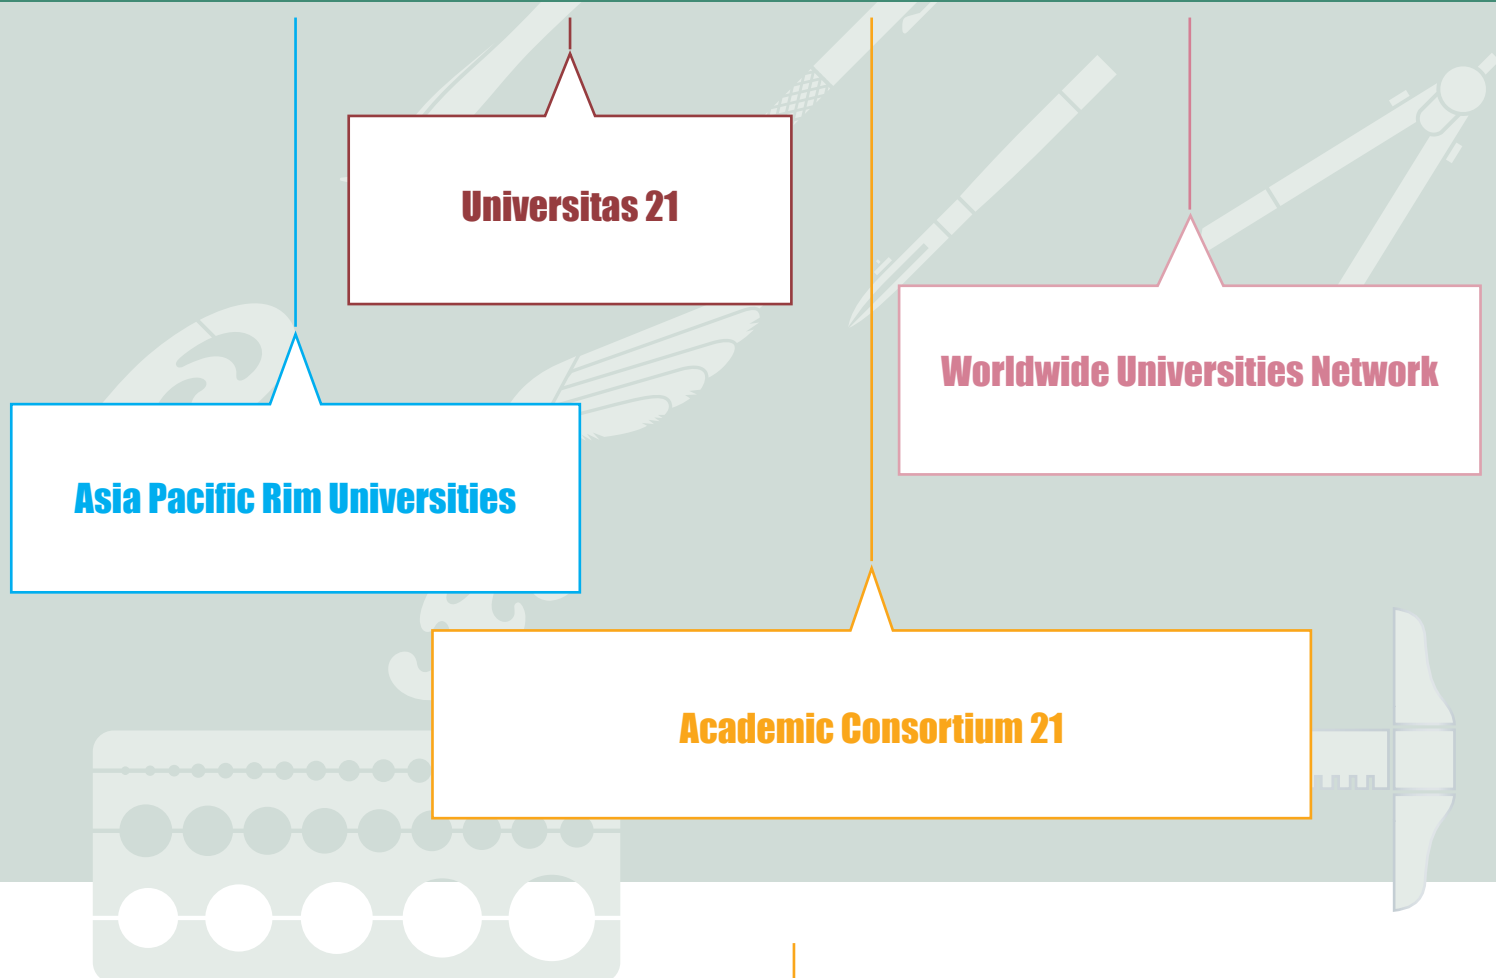 Universitas 21
Worldwide Universities Network
Asia Pacific Rim Universities
Academic Consortium 21